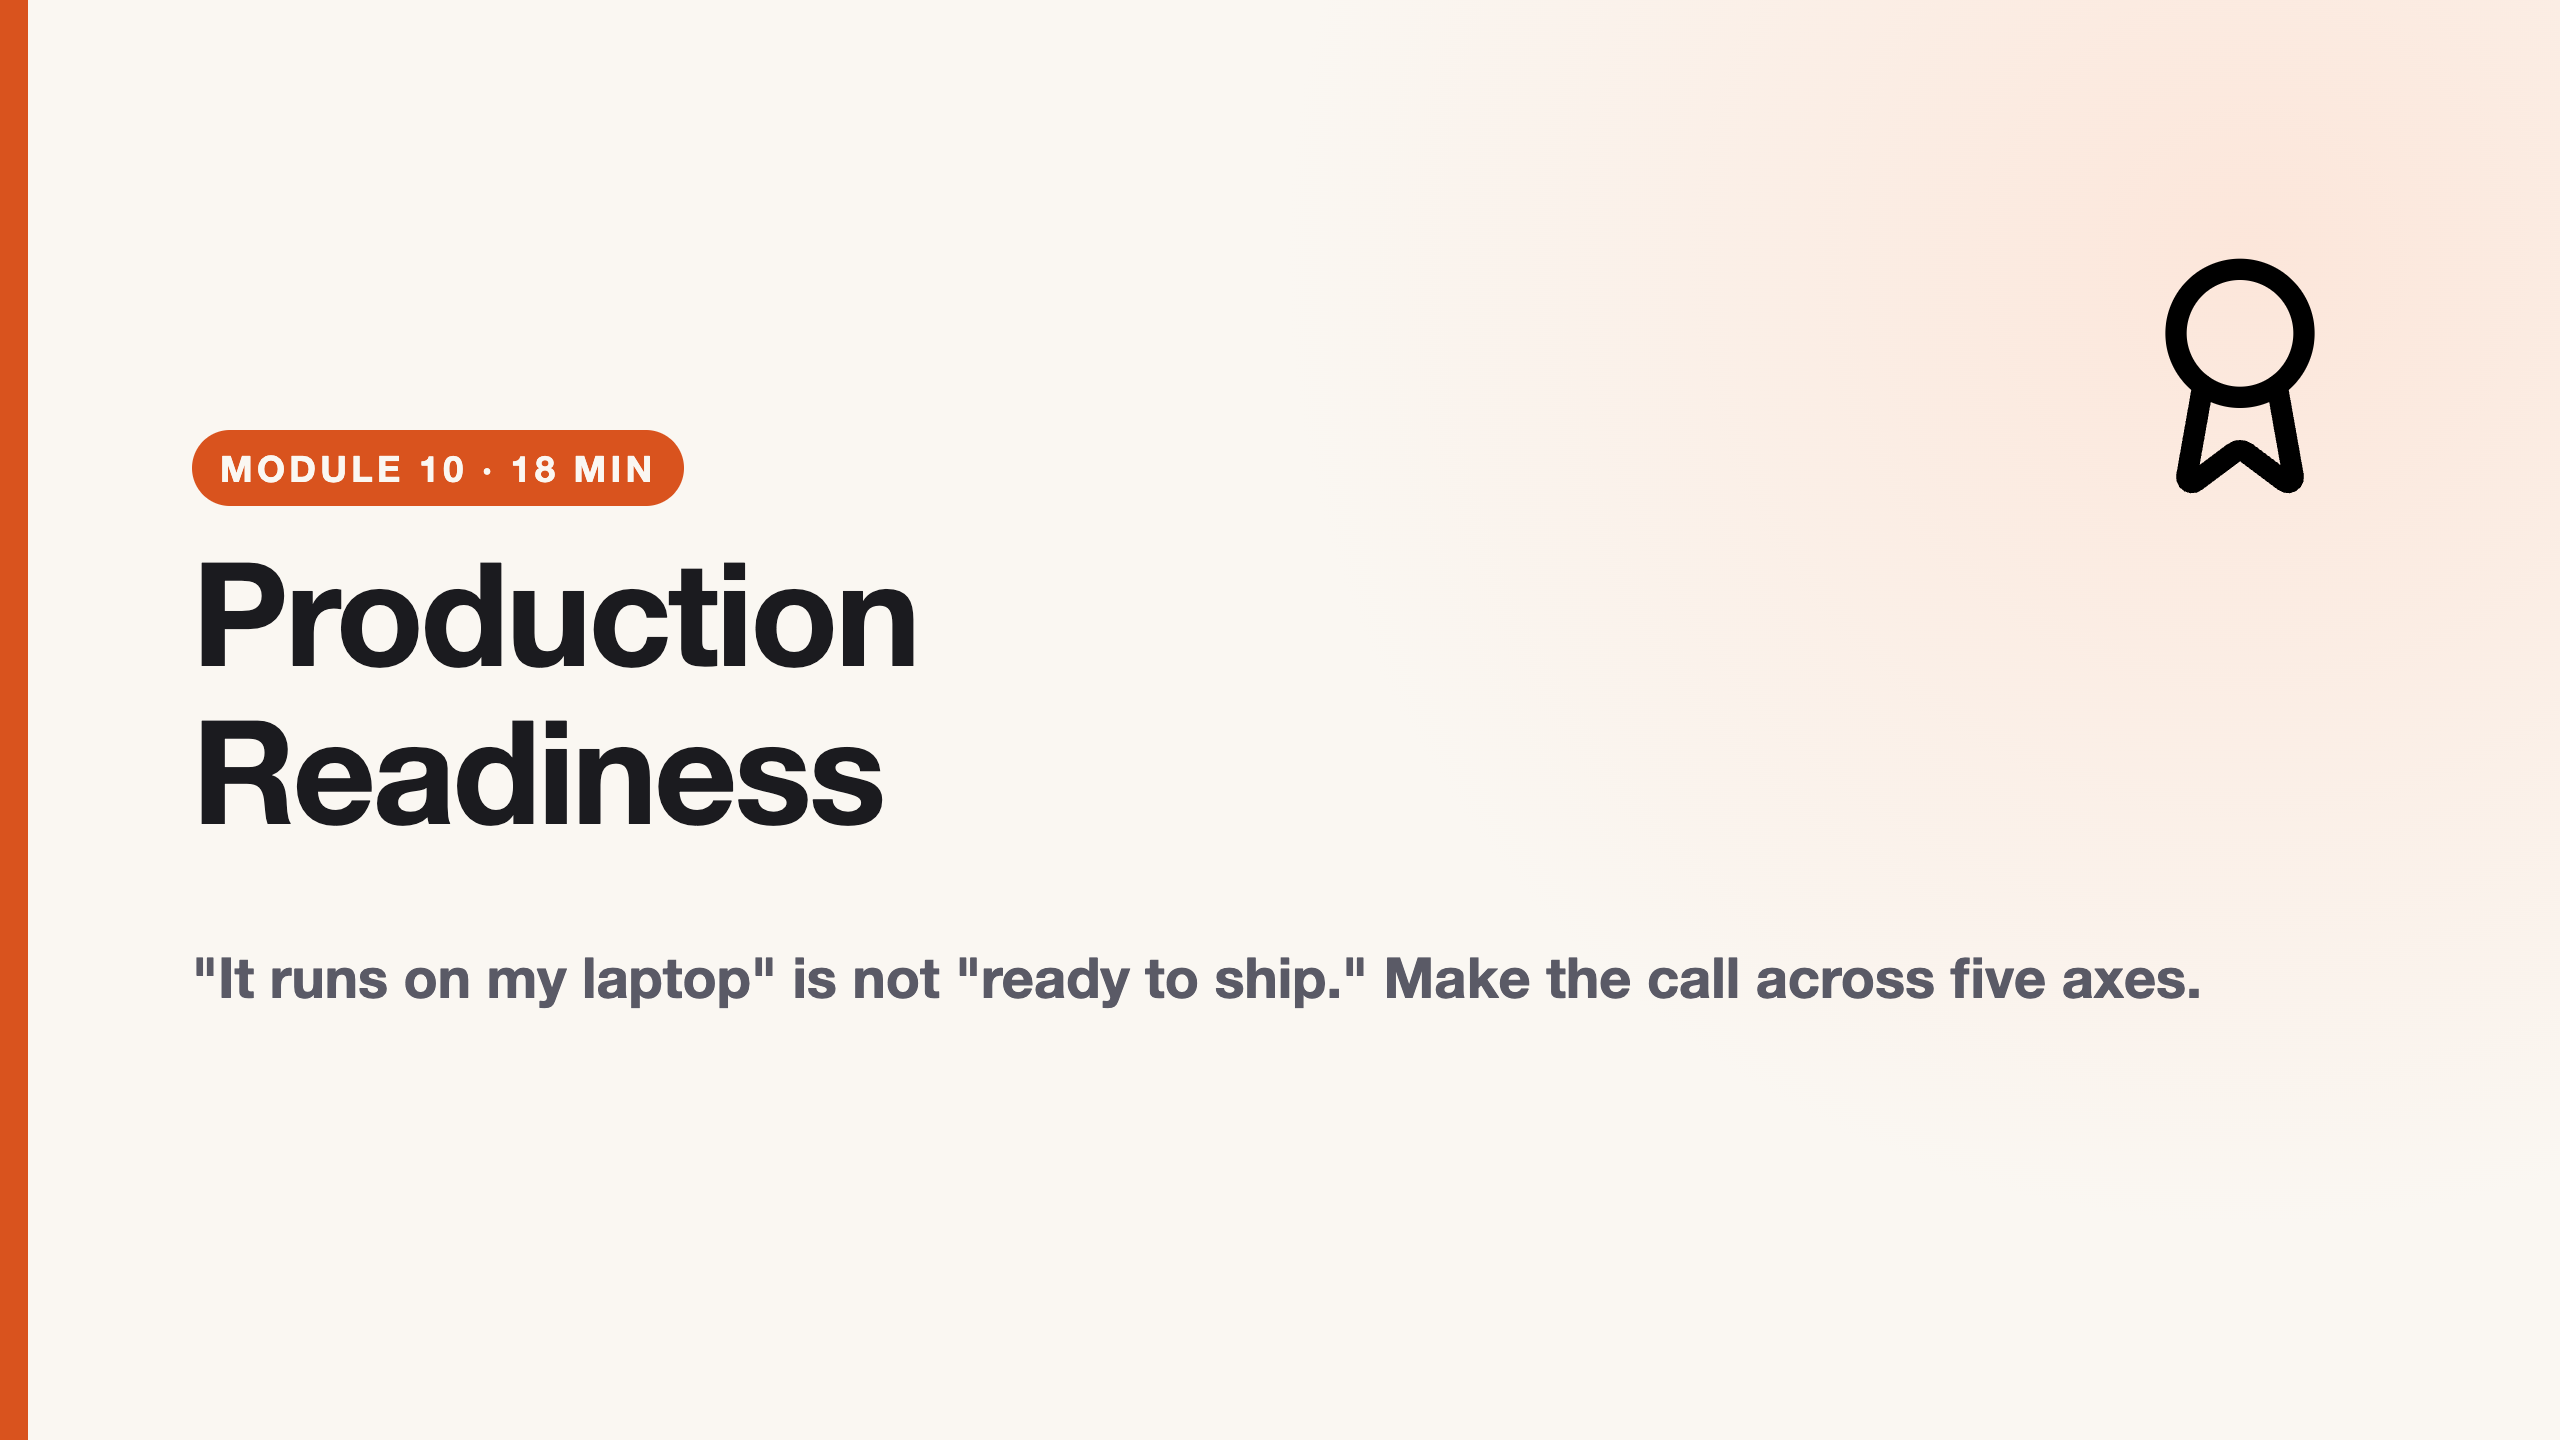 MODULE 10 · 18 MIN
Production
Readiness
"It runs on my laptop" is not "ready to ship." Make the call across five axes.